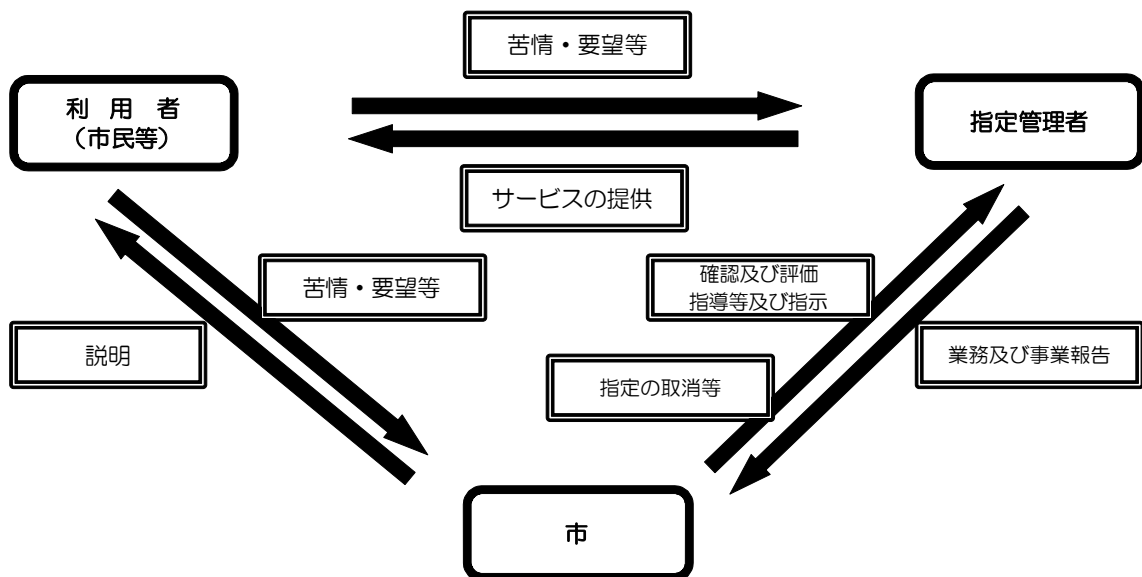 苦情・要望等
利 用 者
（市民等）
指定管理者
サービスの提供
苦情・要望等
確認及び評価
指導等及び指示
説明
業務及び事業報告
指定の取消等
市